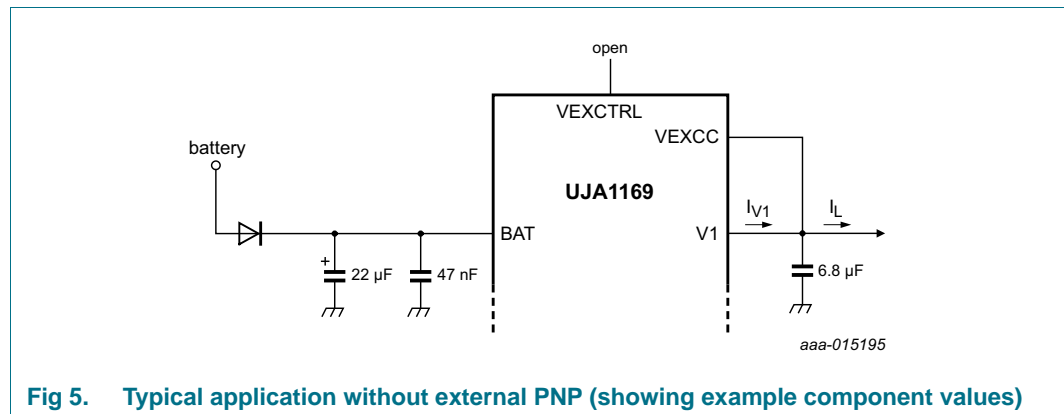 open
VEXCTRL
VEXCC
battery
UJA1169
IV1
IL
BAT
V1
+
22 µF
47 nF
6.8 µF
aaa-015195
Fig 5. Typical application without external PNP (showing example component values)